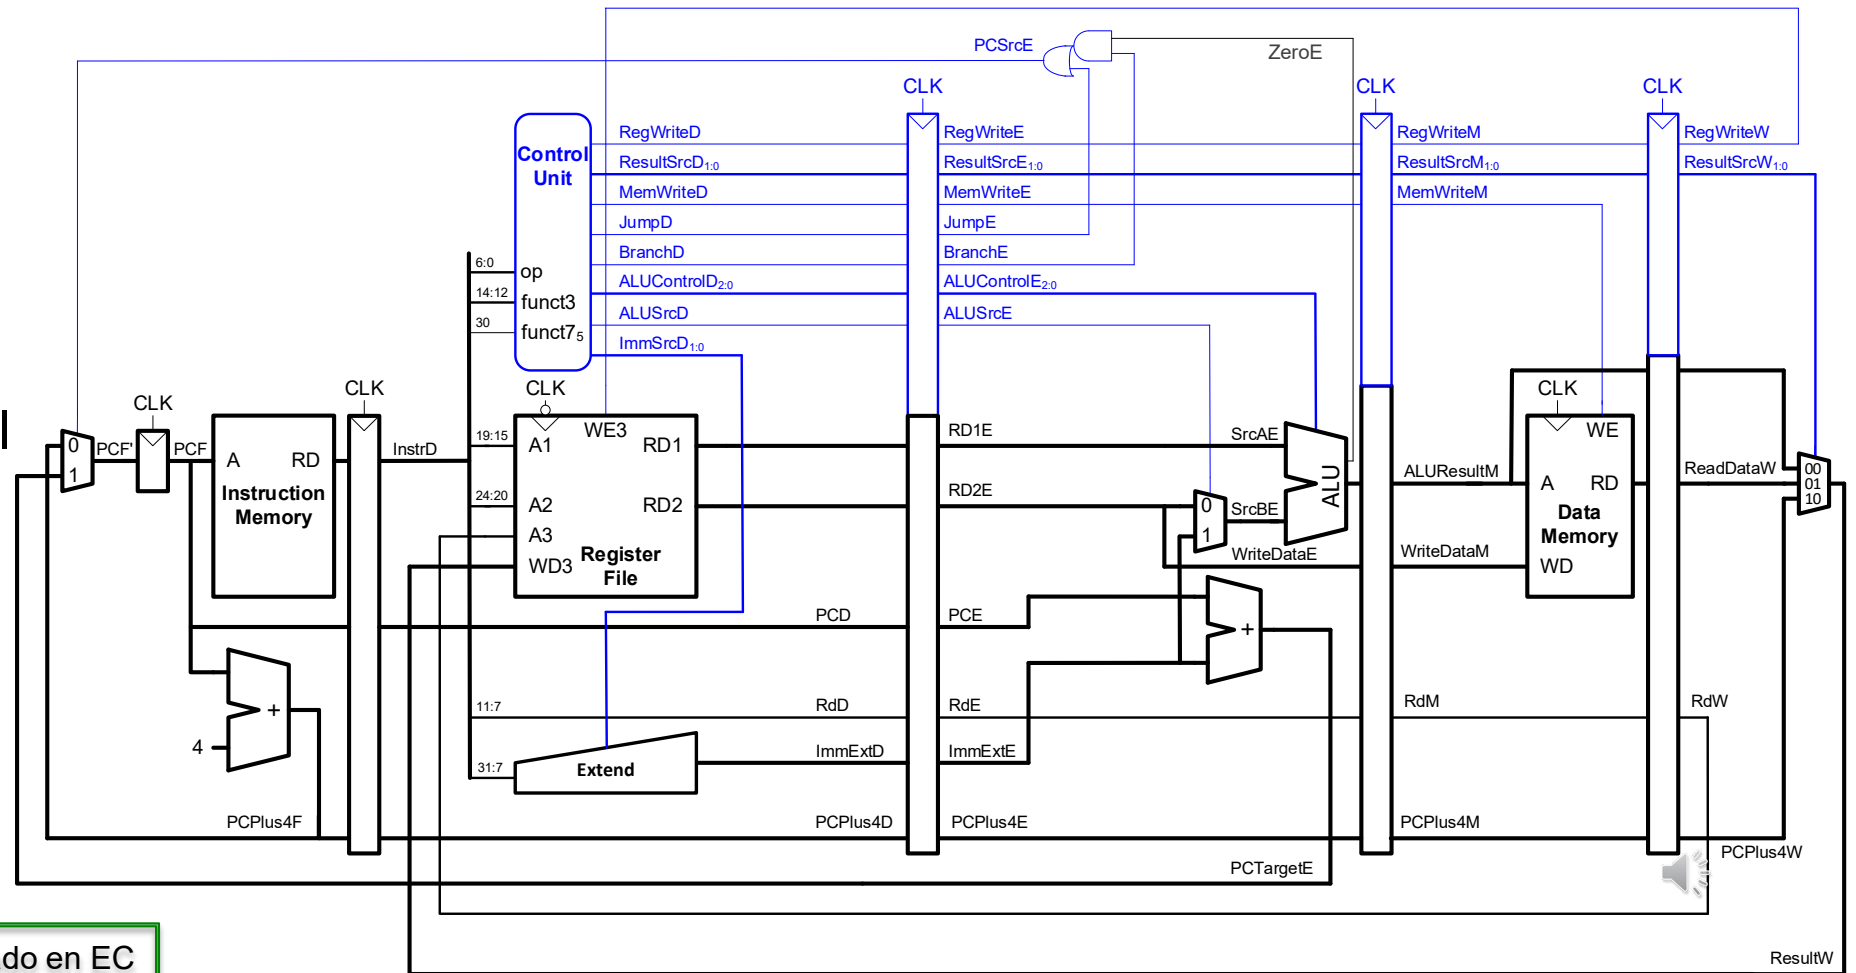 PCSrcE
ZeroE
CLK
CLK
CLK
Control
Unit
op
funct3
funct75
6:0
14:12
30
RegWriteD
ResultSrcD1:0
MemWriteD
JumpD
BranchD
ALUControlD2:0
ALUSrcD
ImmSrcD1:0
RegWriteE
ResultSrcE1:0
MemWriteE
JumpE
BranchE
ALUControlE2:0
ALUSrcE
RegWriteM
ResultSrcM1:0
MemWriteM
RegWriteW
ResultSrcW1:0
CLK
CLK
CLK
CLK
0
1
PCF'
PCF
A
RD
Instruction
Memory
InstrD
19:15
24:20
A1
A2
A3
WD3
WE3
RD1
RD2
Register
File
RD1E
RD2E
0
1
SrcAE
SrcBE
ALU
WriteDataE
ALUResultM
WriteDataM
A
RD
WE
WD
Data
Memory
ReadDataW
00
01
10
PCD
PCE
+
+
4
11:7
RdD
RdE
RdM
RdW
31:7
Extend
ImmExtD
ImmExtE
PCPlus4F
PCPlus4D
PCPlus4E
PCPlus4M
PCPlus4W
PCTargetE
ResultW
en EC